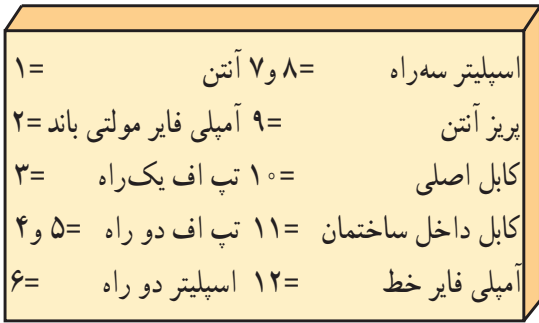 اسپلیتر سه‌راه =۸ و۷ آنتن =۱
پریز آنتن =۹ آمپلی فایر مولتی باند =۲
کابل اصلی =۱۰ تپ اف یک‌راه =۳
کابل داخل ساختمان =۱۱ تپ اف دو راه =۵ و۴
آمپلی فایر خط =۱۲ اسپلیتر دو راه =۶